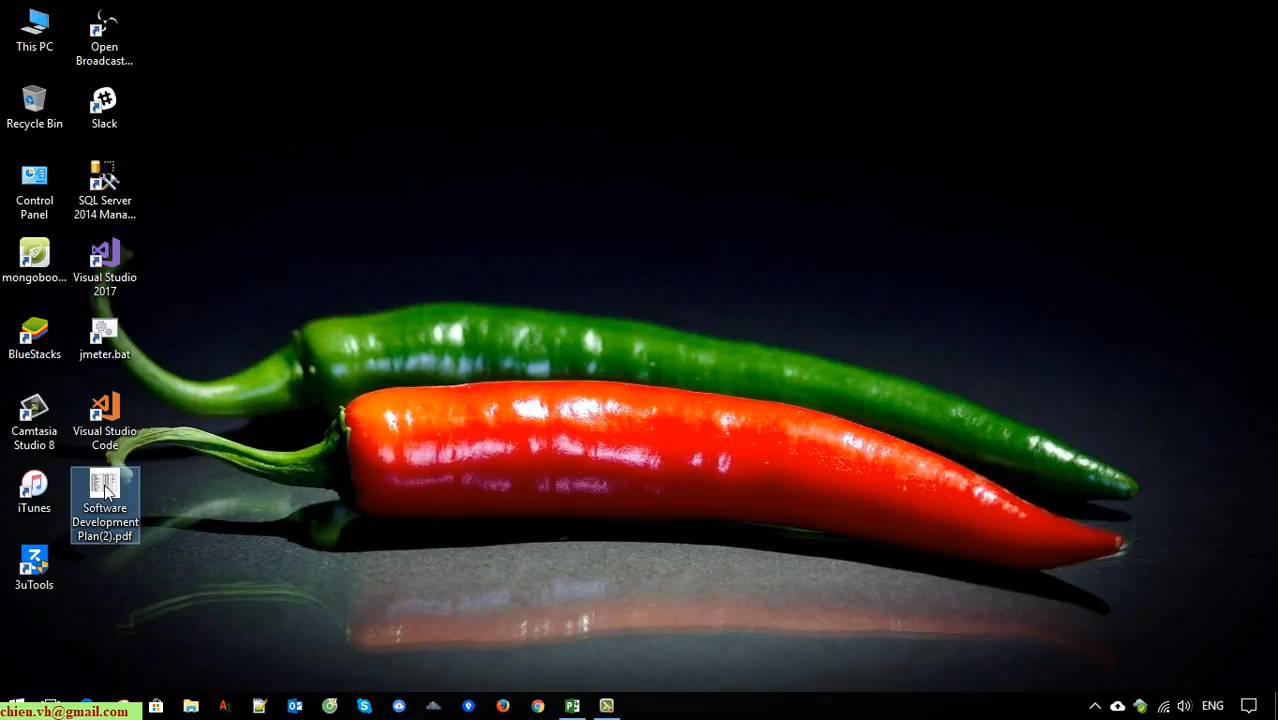 This PC
Open
Broadcast...
Recycle Bin
Slack
Control
Panel
SQL Server
2014 Mana...
mongoboo...
Visual Studio
2017
BlueStacks
jmeter.bat
Camtasia
Studio 8
Visual Studio
Code
iTunes
Software
Development
Plan(2).pdf
3uTools
chien.vh@gmail.com
ENG